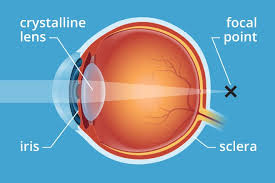 crystalline
lens
focal
point
iris
sclera